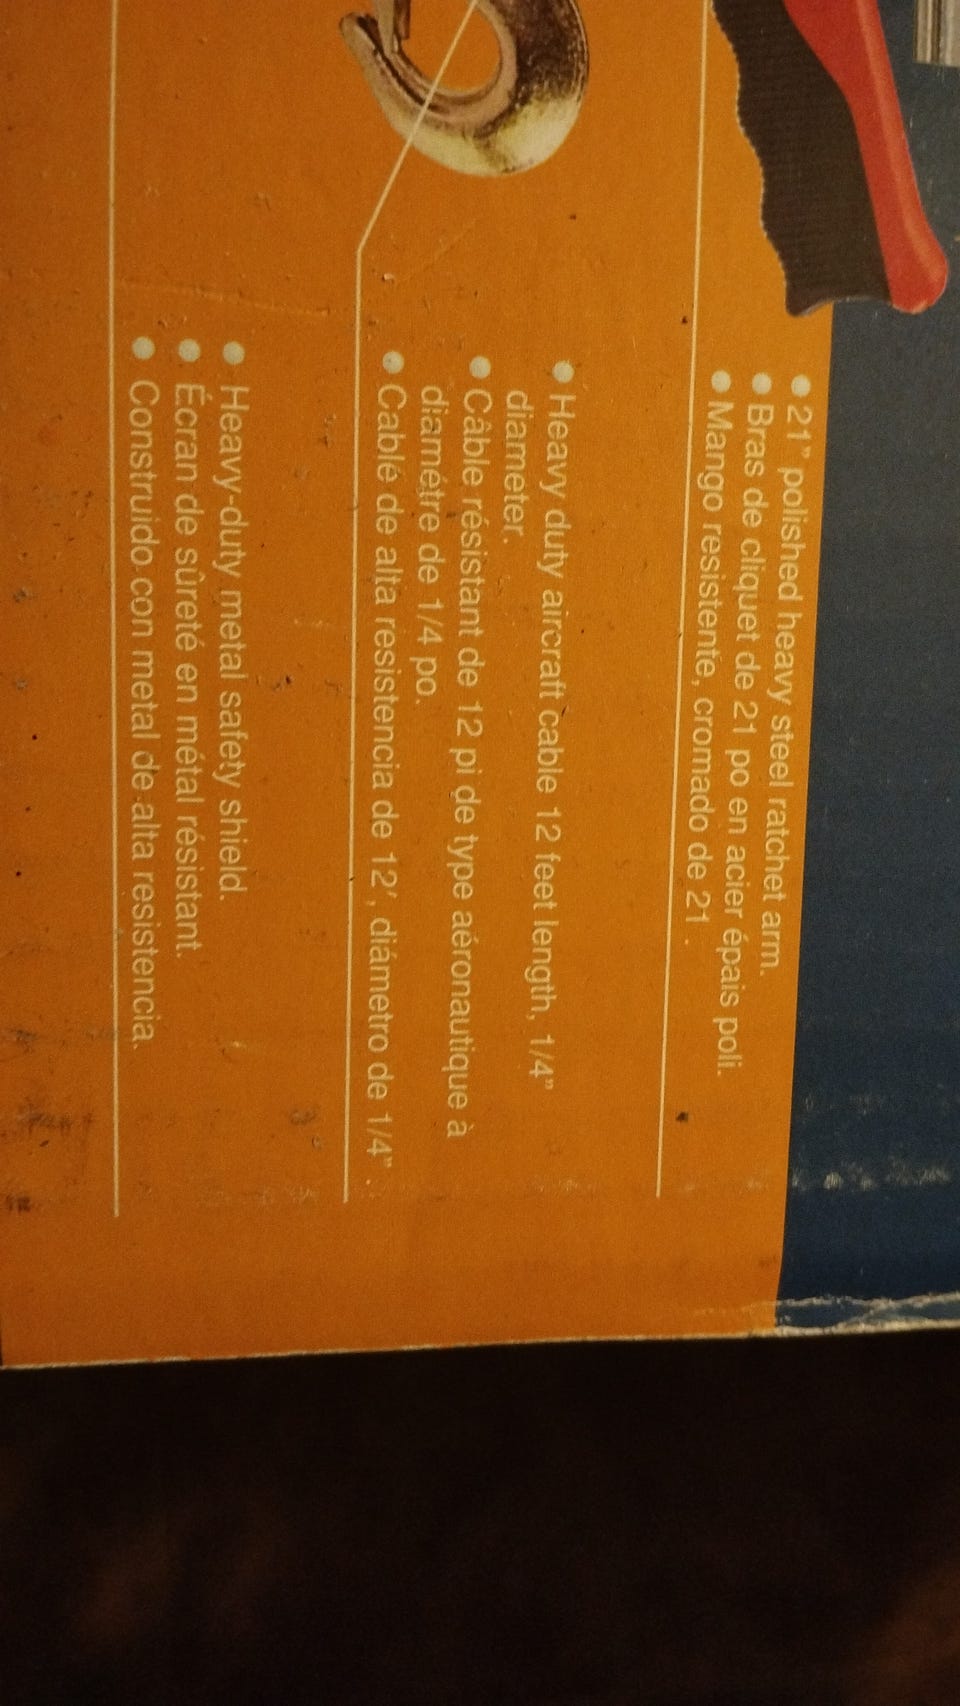 • 21" polished heavy steel ratchet arm.
• Bras de cliquet de 21 po en acier épais poli.
• Mango resistente, cromado de 21 .
• Heavy duty aircraft cable 12 feet length, 1/4"
diameter.
• Câble résistant de 12 pi de type aéronautique à
diamétre de 1/4 po.
• Cablé de alta resistencia de 12', diámetro de 1/4"
• Heavy-duty metal safety shield.
• Écran de sûreté en métal résistant.
• Construido con metal de alta resistencia.